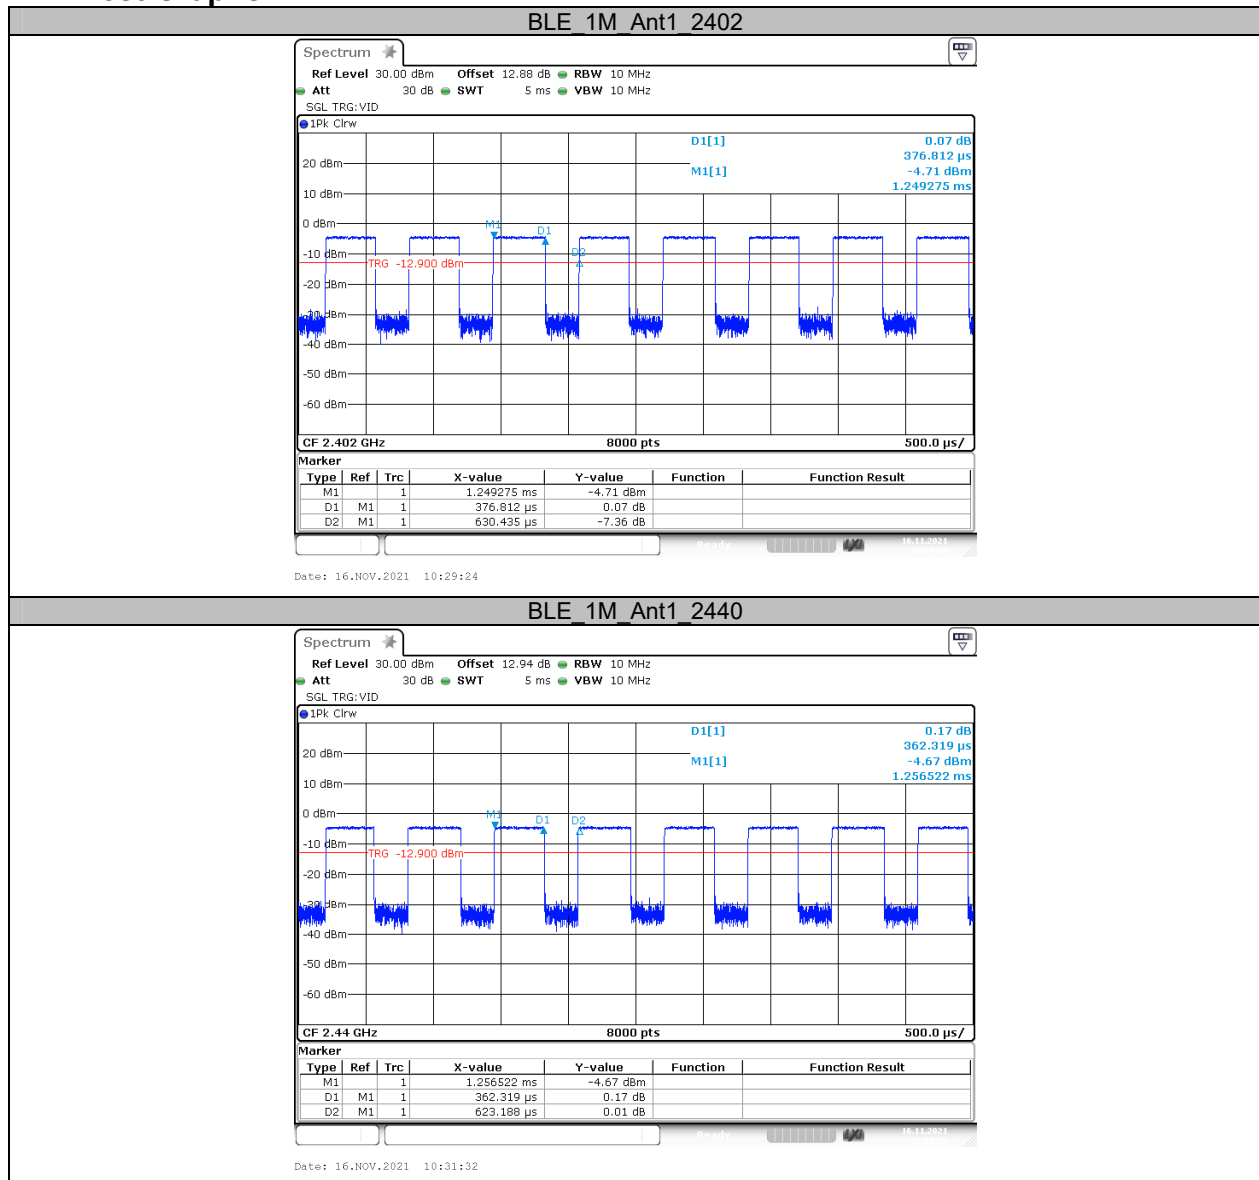 BLE_1M_Ant1_2402
Spectrum
Ref Level 30.00 dBm Offset 12.88 dB RBW 10 MHz
Att 30 dB SWT 5 ms VBW 10 MHz
SGL TRG:VID
1Pk Clrw
D1[1] 0.07 dB
376.812 µs
M1[1] -4.71 dBm
1.249275 ms
20 dBm
10 dBm
0 dBm
M1
D1
D2
-10 dBm
TRG -12.900 dBm
-20 dBm
-30 dBm
-40 dBm
-50 dBm
-60 dBm
CF 2.402 GHz 8000 pts 500.0 µs/
Marker
Type Ref Trc X-value Y-value Function Function Result
M1 1 1.249275 ms -4.71 dBm
D1 M1 1 376.812 µs 0.07 dB
D2 M1 1 630.435 µs -7.36 dB
Ready 16.11.2021
Date: 16.NOV.2021 10:29:24
BLE_1M_Ant1_2440
Spectrum
Ref Level 30.00 dBm Offset 12.94 dB RBW 10 MHz
Att 30 dB SWT 5 ms VBW 10 MHz
SGL TRG:VID
1Pk Clrw
D1[1] 0.17 dB
362.319 µs
M1[1] -4.67 dBm
1.256522 ms
20 dBm
10 dBm
0 dBm
M1
D1
D2
-10 dBm
TRG -12.900 dBm
-20 dBm
-30 dBm
-40 dBm
-50 dBm
-60 dBm
CF 2.44 GHz 8000 pts 500.0 µs/
Marker
Type Ref Trc X-value Y-value Function Function Result
M1 1 1.256522 ms -4.67 dBm
D1 M1 1 362.319 µs 0.17 dB
D2 M1 1 623.188 µs 0.01 dB
Ready 16.11.2021
Date: 16.NOV.2021 10:31:32